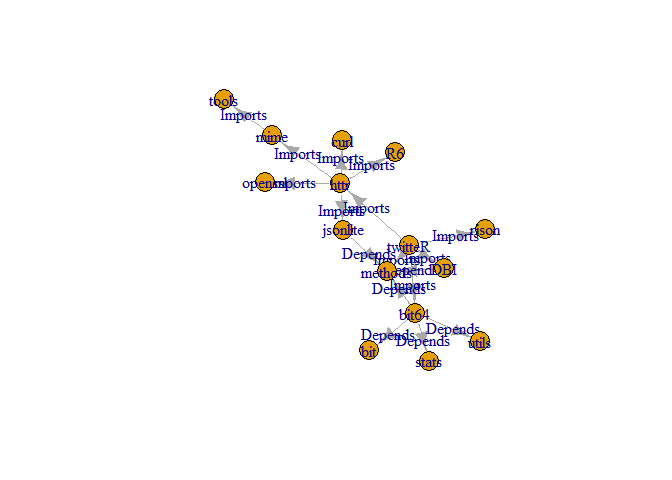 tools
Imports
mime
curl
Imports
Imports
R6
Imports
openssl
Imports
httr
Imports
Imports
jsonlite
rjson
Imports
twitteR
Depends
Imports
Imports
methods
Depends
DBI
Imports
Depends
bit64
Depends
Depends
Depends
utils
bit
stats